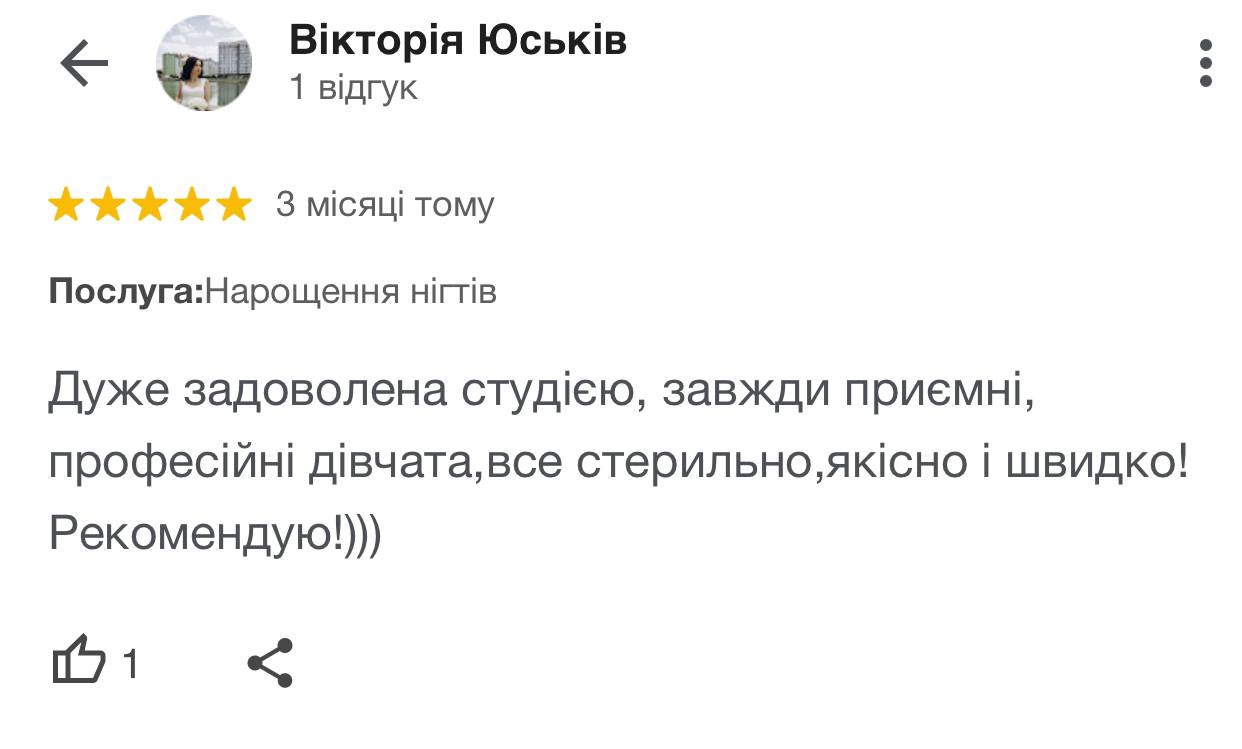 Вікторія Юськів
1 відгук
3 місяці тому
Послуга:Нарощення нігтів
Дуже задоволена студією, завжди приємні,
професійні дівчата,все стерильно,якісно і швидко!
Рекомендую!)))
1